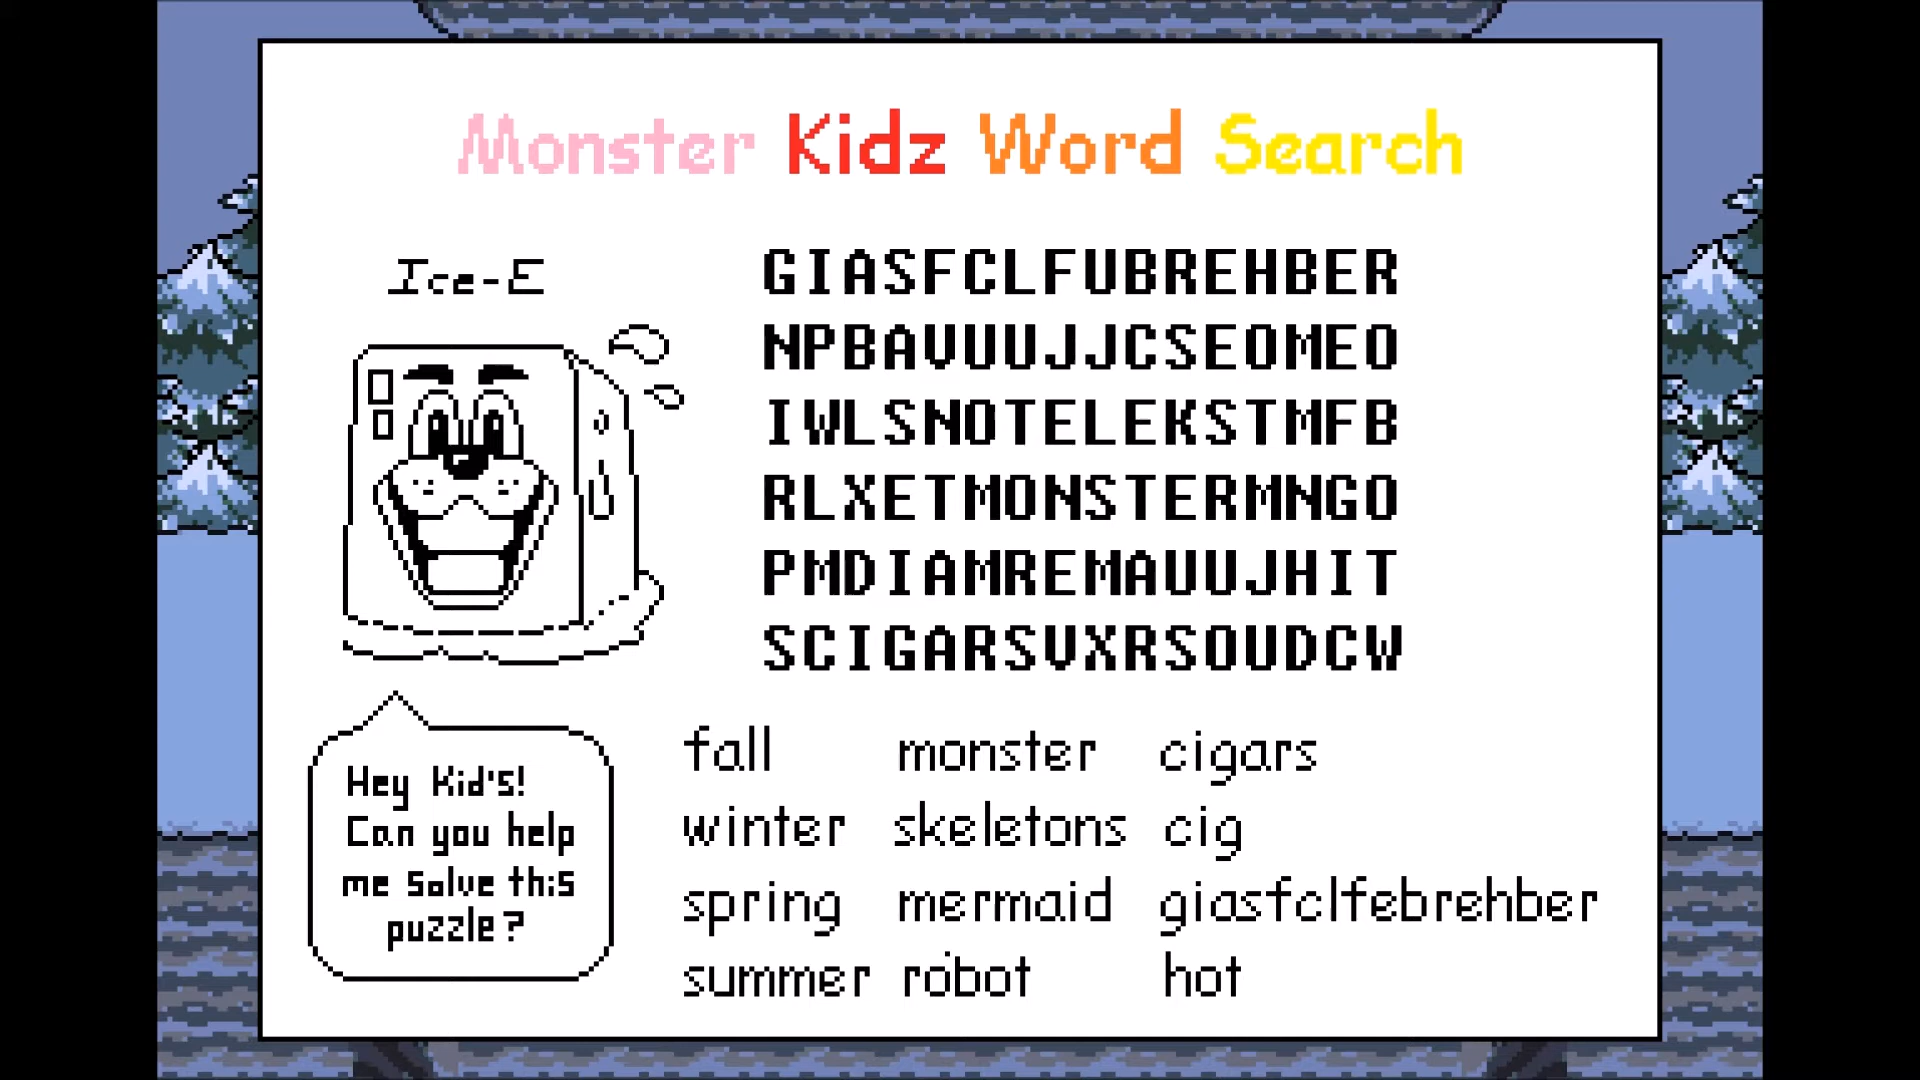 Monster Kidz Word Search
Ice-E
GIASFCLFUBREHBER
NPBAVUUJJCSEOMEO
IWLSNOTELEKSTMFB
RLXETMONSTERMNGO
PMDIAMREMAUUJHIT
SCIGARSVXRSOUDCW
Hey Kid's!
Can you help
me solve this
puzzle?
fall monster cigars
winter skeletons cig
spring mermaid giasfclfebrehber
summer robot hot